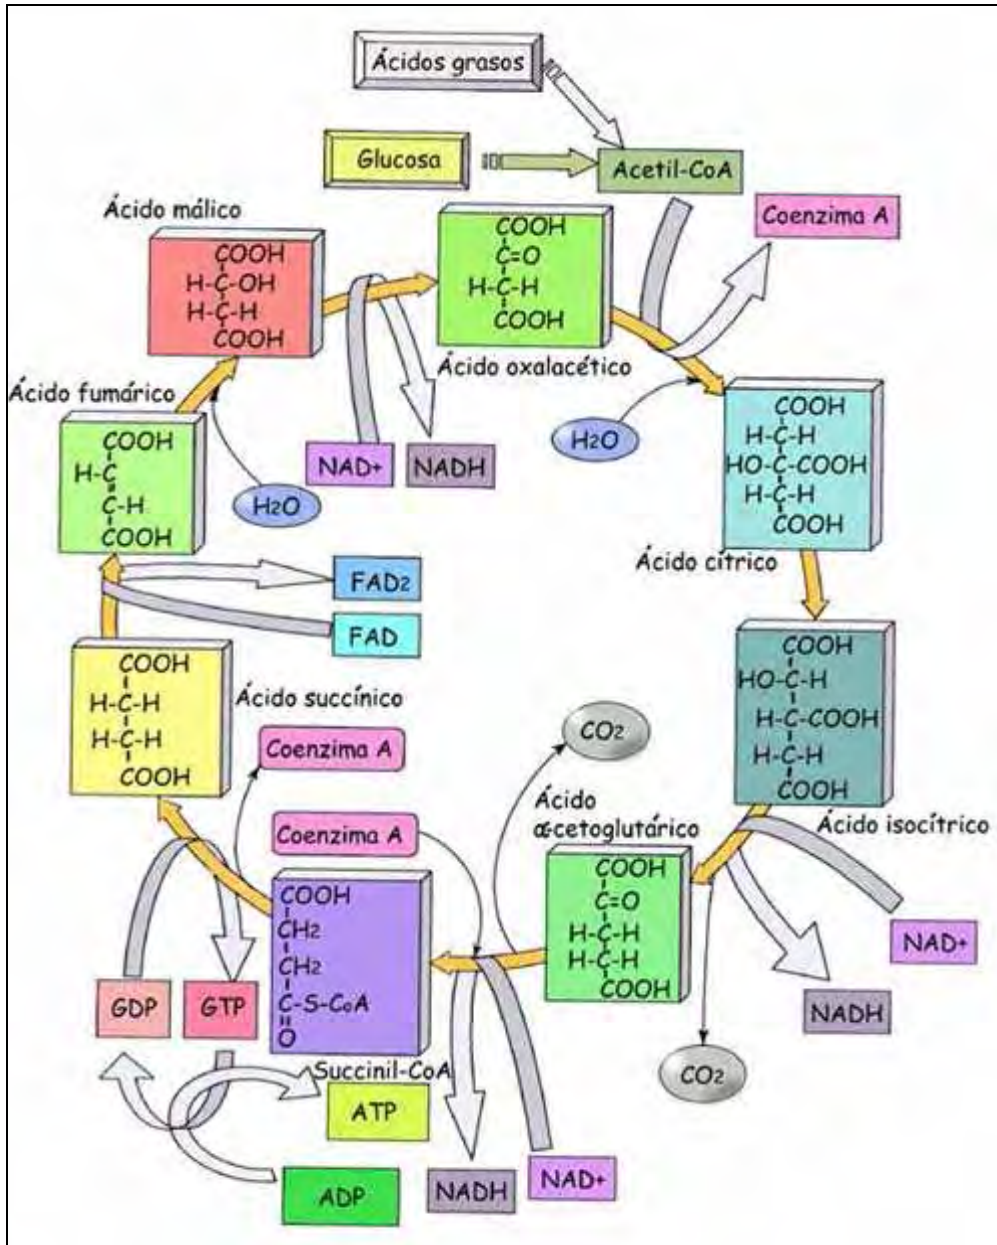 Ácidos grasos
Glucosa
Acetil-CoA
Coenzima A
Ácido málico
COOH
H-C-OH
H-C-H
COOH
COOH
C=O
H-C-H
COOH
Ácido oxalacético
NAD+
NADH
H2O
COOH
H-C-H
HO-C-COOH
H-C-H
COOH
Ácido cítrico
Ácido fumárico
COOH
H-C
C-H
COOH
H2O
FAD2
FAD
COOH
HO-C-H
H-C-COOH
H-C-H
COOH
Ácido isocítrico
NAD+
NADH
CO2
COOH
H-C-H
H-C-H
COOH
Ácido succínico
Coenzima A
Coenzima A
CO2
Ácido
α-cetoglutárico
COOH
C=O
H-C-H
H-C-H
COOH
COOH
CH2
CH2
C-S-CoA
O
Succinil-CoA
GDP
GTP
ATP
ADP
NADH
NAD+